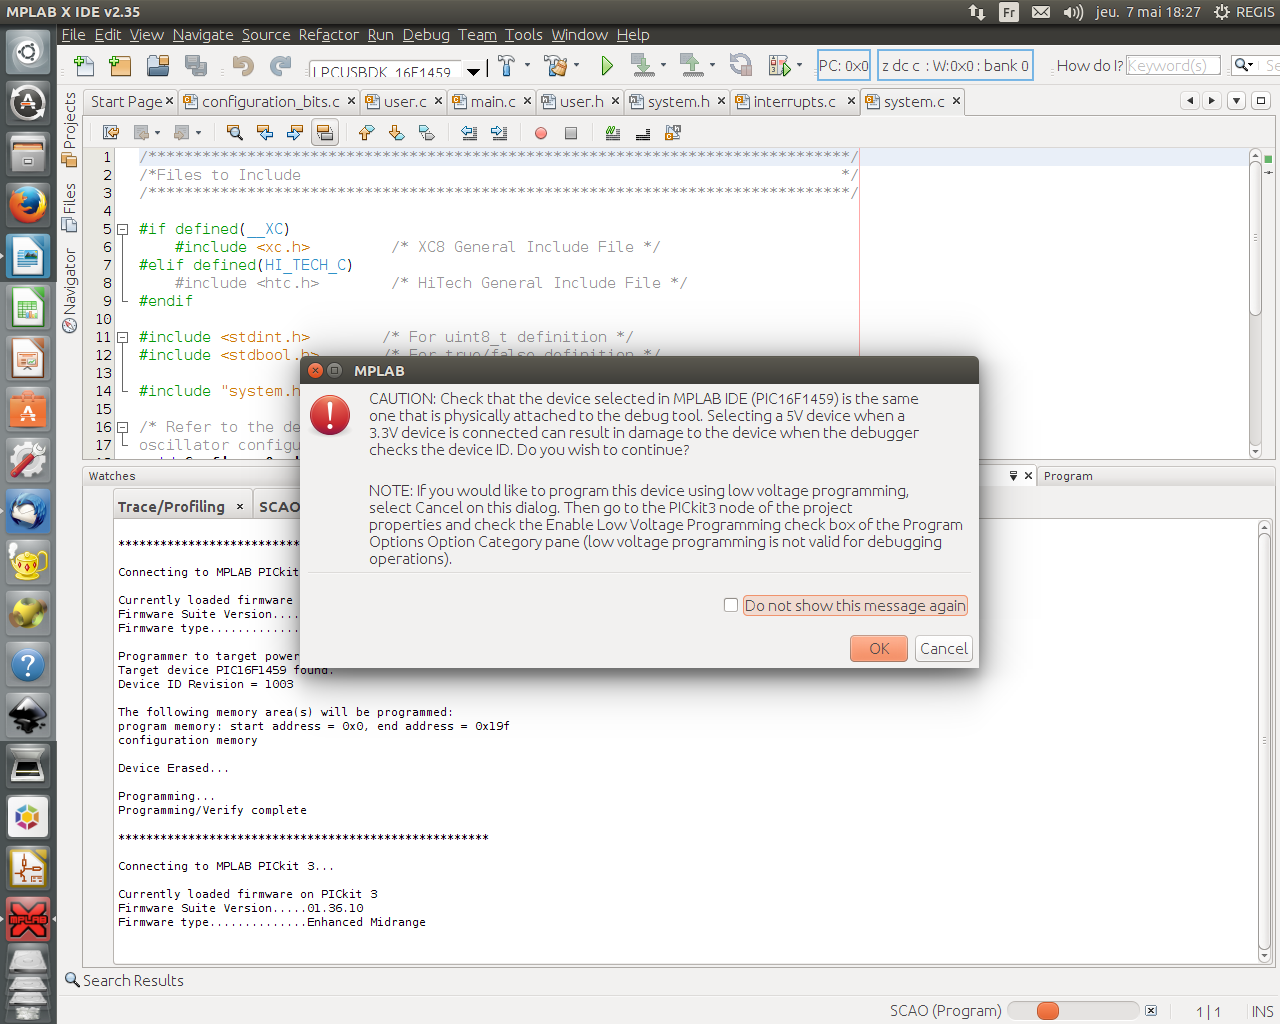 MPLAB X IDE v2.35
Fr
jeu. 7 mai 18:27
REGIS
File Edit View Navigate Source Refactor Run Debug Team Tools Window Help
LPCUSBDK_16F1459
PC: 0x0
z dc c : W:0x0 : bank 0
How do I?
Keyword(s)
Se
Start Page
configuration_bits.c
user.c
main.c
user.h
system.h
interrupts.c
system.c
Projects
Files
Navigator
1 /******************************************************************************/
2 /*Files to Include                                                            */
3 /******************************************************************************/
4
5 #if defined(__XC)
6     #include <xc.h>         /* XC8 General Include File */
7 #elif defined(HI_TECH_C)
8     #include <htc.h>        /* HiTech General Include File */
9 #endif
10
11 #include <stdint.h>        /* For uint8_t definition */
12 #include <stdbool.h>       /* For true/false definition */
13
14 #include "system.h
15
16 /* Refer to the de
17 oscillator configu
MPLAB
CAUTION: Check that the device selected in MPLAB IDE (PIC16F1459) is the same
one that is physically attached to the debug tool. Selecting a 5V device when a
3.3V device is connected can result in damage to the device when the debugger
checks the device ID. Do you wish to continue?
NOTE: If you would like to program this device using low voltage programming,
select Cancel on this dialog. Then go to the PICkit3 node of the project
properties and check the Enable Low Voltage Programming check box of the Program
Options Option Category pane (low voltage programming is not valid for debugging
operations).
Do not show this message again
OK
Cancel
Watches
Program
Trace/Profiling
SCAO
**************************
Connecting to MPLAB PICkit
Currently loaded firmware
Firmware Suite Version....
Firmware type.............
Programmer to target power
Target device PIC16F1459 found.
Device ID Revision = 1003
The following memory area(s) will be programmed:
program memory: start address = 0x0, end address = 0x19f
configuration memory
Device Erased...
Programming...
Programming/Verify complete
*****************************************************
Connecting to MPLAB PICkit 3...
Currently loaded firmware on PICkit 3
Firmware Suite Version.....01.36.10
Firmware type..............Enhanced Midrange
Search Results
SCAO (Program)
1 | 1
INS
MPLAB